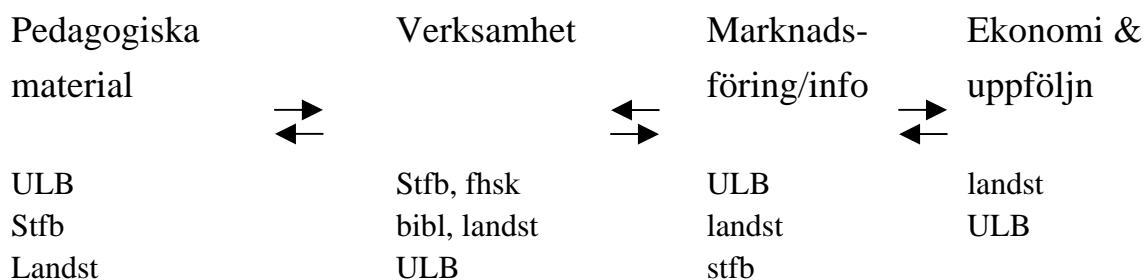 Pedagogiska material
Verksamhet
Marknads-
föring/info
Ekonomi &
uppföljn
ULB
Stfb
Landst
Stfb, fhsk
bibl, landst
ULB
ULB
landst
stfb
landst
ULB